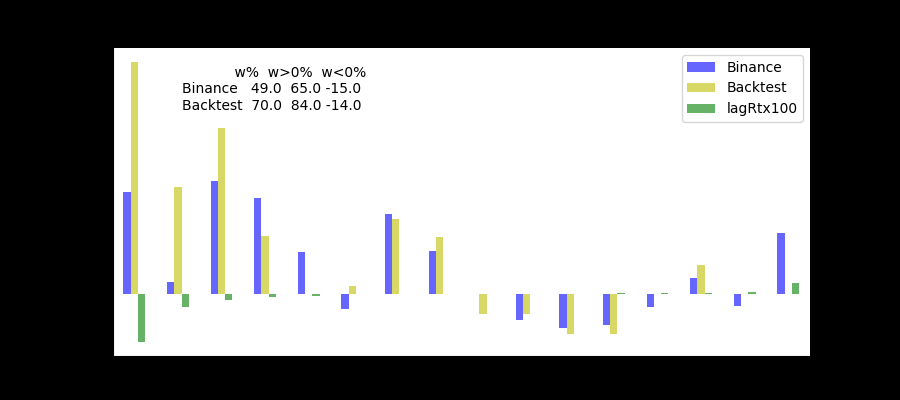 w% w>0% w<0%
Binance 49.0 65.0 -15.0
Backtest 70.0 84.0 -14.0
Binance
Backtest
lagRtx100